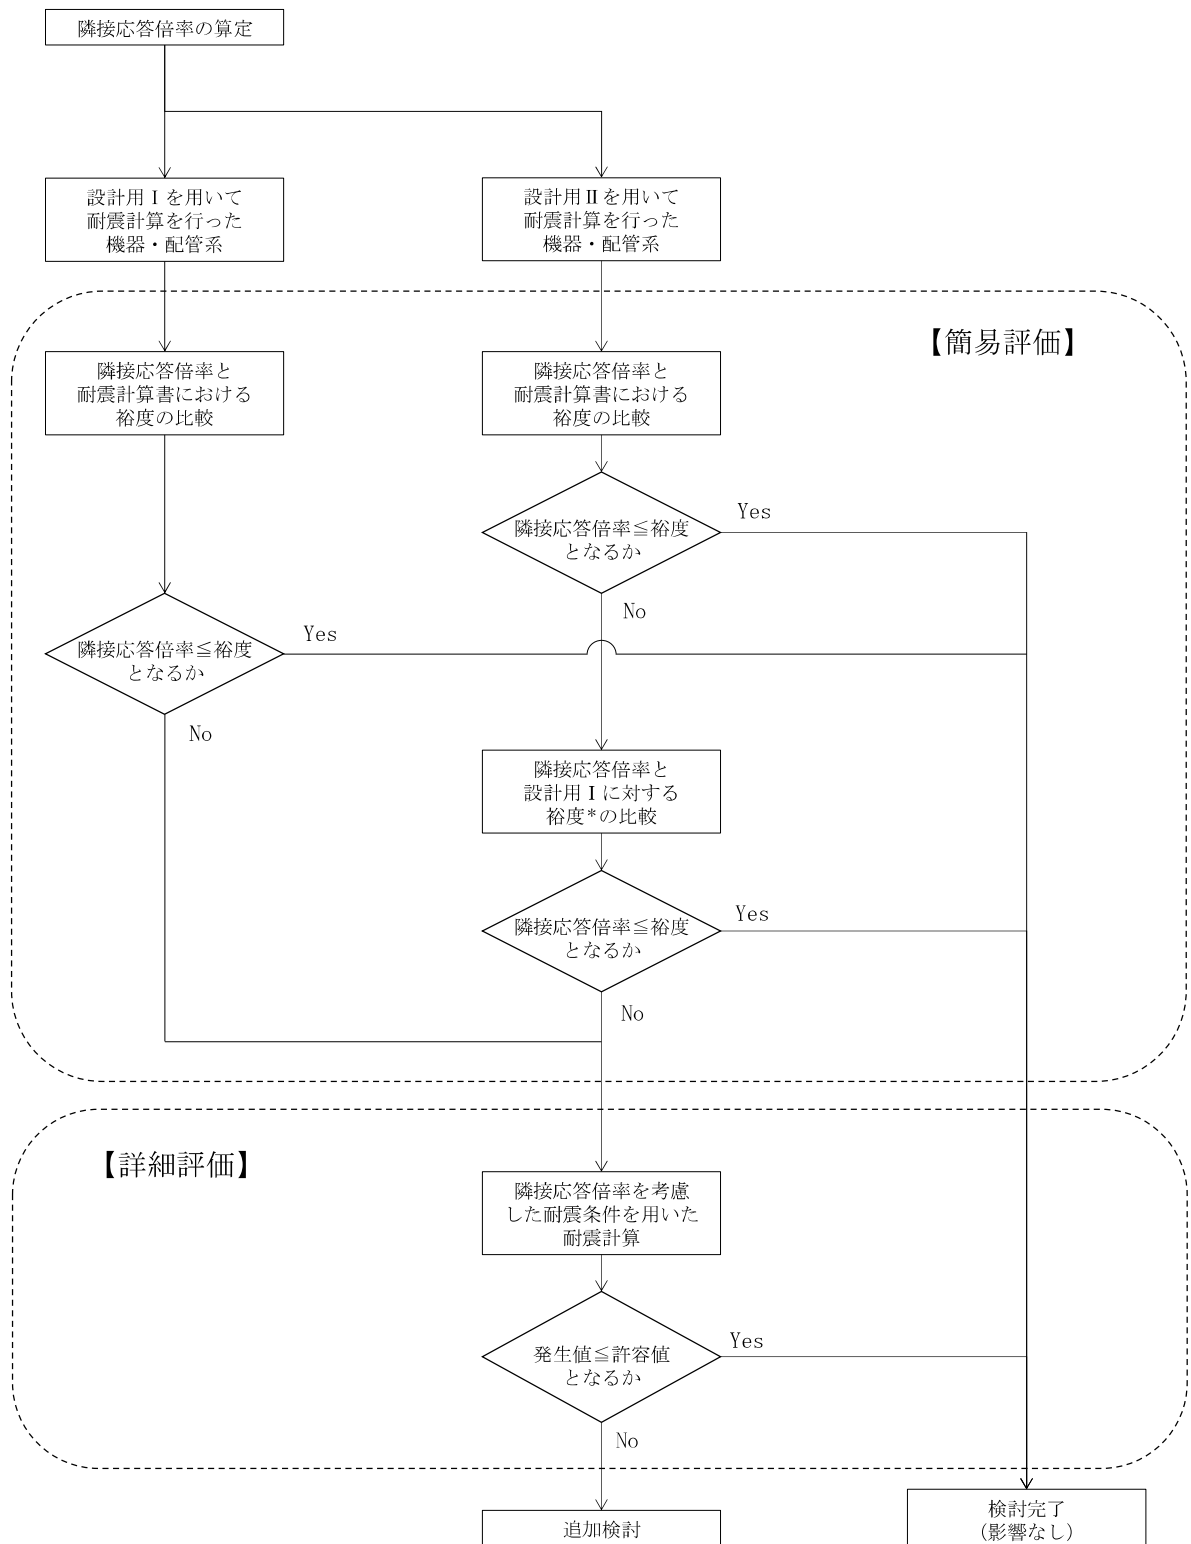 隣接応答倍率の算定
設計用Ⅰを用いて
耐震計算を行った
機器・配管系
設計用Ⅱを用いて
耐震計算を行った
機器・配管系
【簡易評価】
隣接応答倍率と
耐震計算書における
裕度の比較
隣接応答倍率と
耐震計算書における
裕度の比較
Yes
隣接応答倍率≦裕度
となるか
No
Yes
隣接応答倍率≦裕度
となるか
No
隣接応答倍率と
設計用Ⅰに対する
裕度*の比較
Yes
隣接応答倍率≦裕度
となるか
No
【詳細評価】
隣接応答倍率を考慮
した耐震条件を用いた
耐震計算
Yes
発生値≦許容値
となるか
No
追加検討
検討完了
（影響なし）